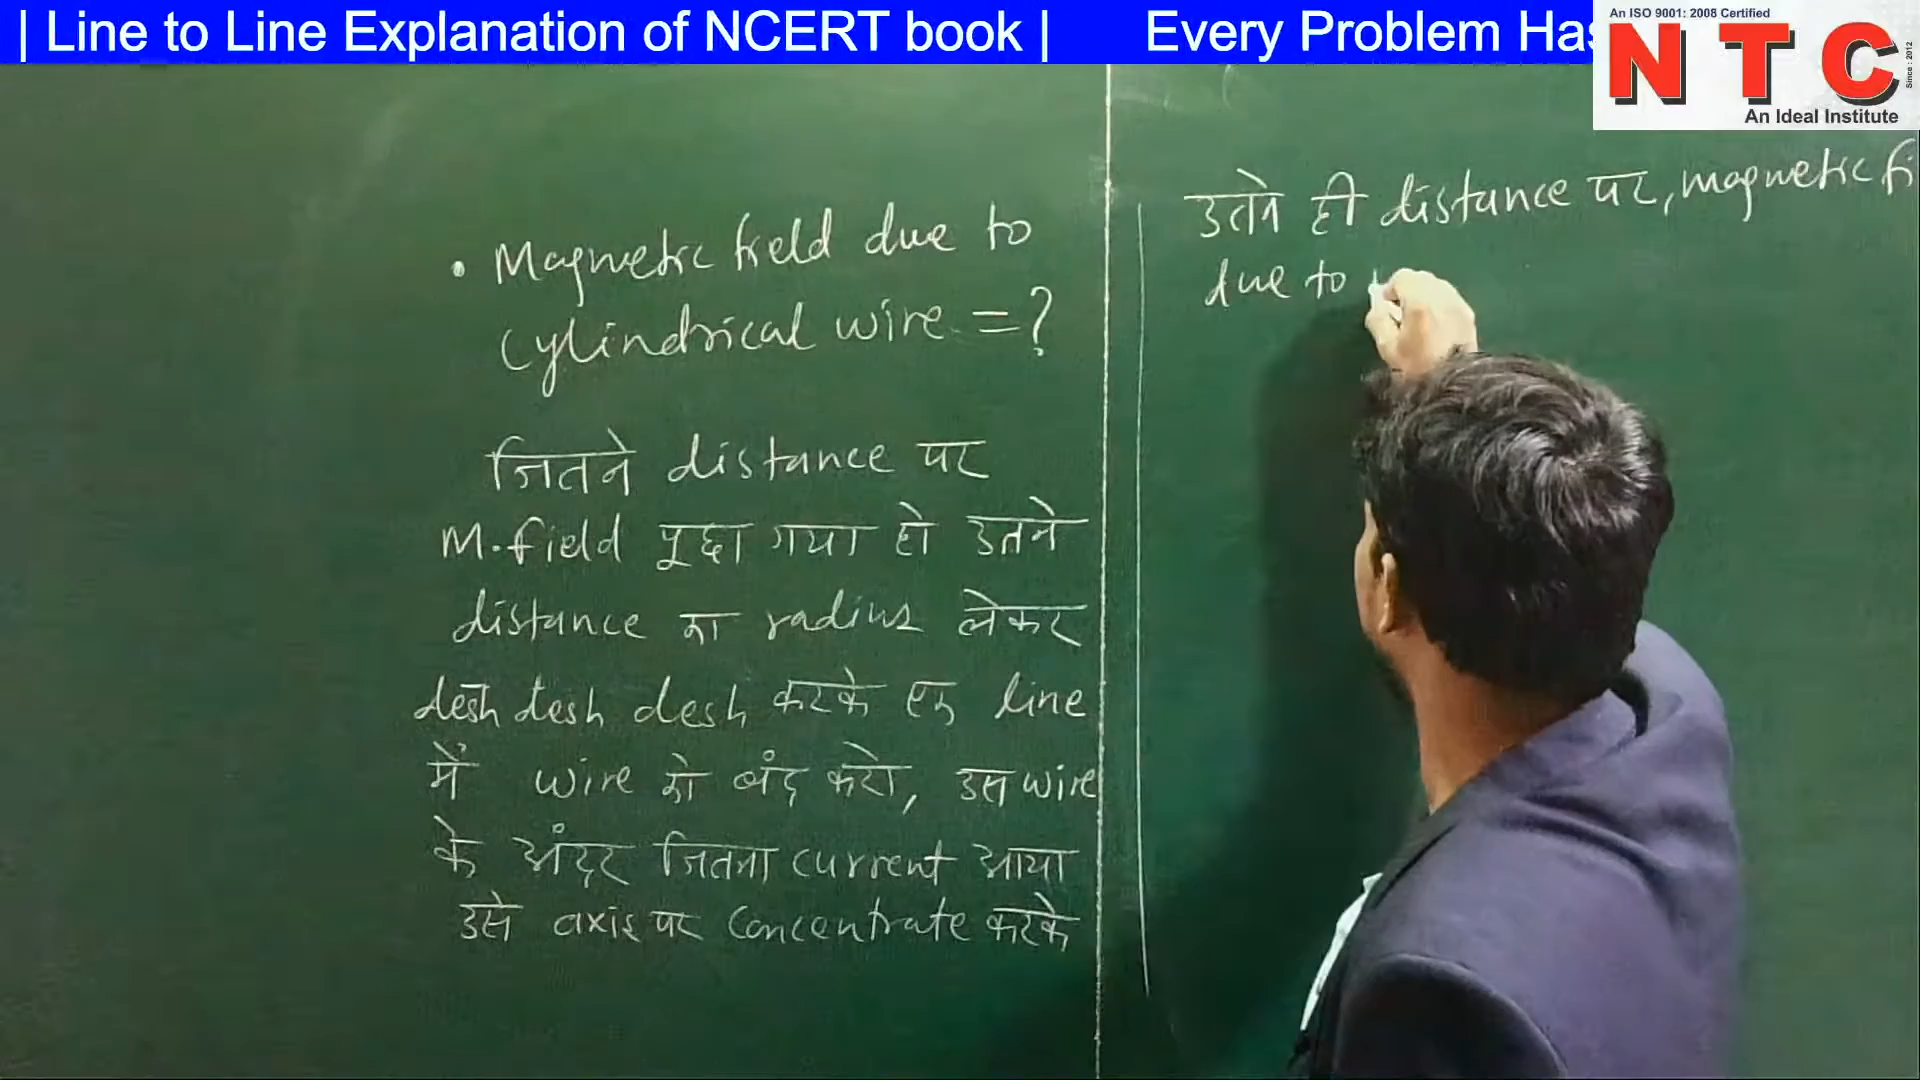 | Line to Line Explanation of NCERT book | Every Problem Has
An ISO 9001: 2008 Certified
NTC
Since : 2012
An Ideal Institute
• Magnetic field due to
cylindrical wire = ?
जितने distance पर
M.field पूछा गया हो उतने
distance का radius लेकर
desh desh desh करके एक line
में wire को बंद करो, उस wire
के अंदर जितना current आया
उसे axis पर concentrate करके
उतने ही distance पर, magnetic fi
due to